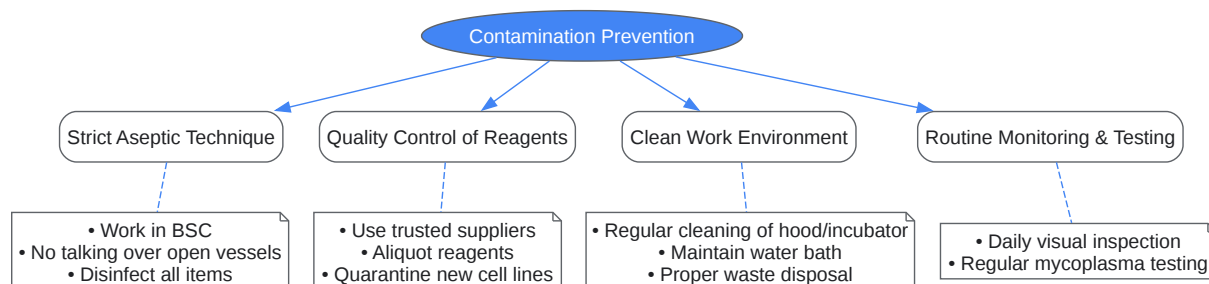 Contamination Prevention
Strict Aseptic Technique
Quality Control of Reagents
Clean Work Environment
Routine Monitoring & Testing
• Work in BSC
• No talking over open vessels
• Disinfect all items
• Use trusted suppliers
• Aliquot reagents
• Quarantine new cell lines
• Regular cleaning of hood/incubator
• Maintain water bath
• Proper waste disposal
• Daily visual inspection
• Regular mycoplasma testing